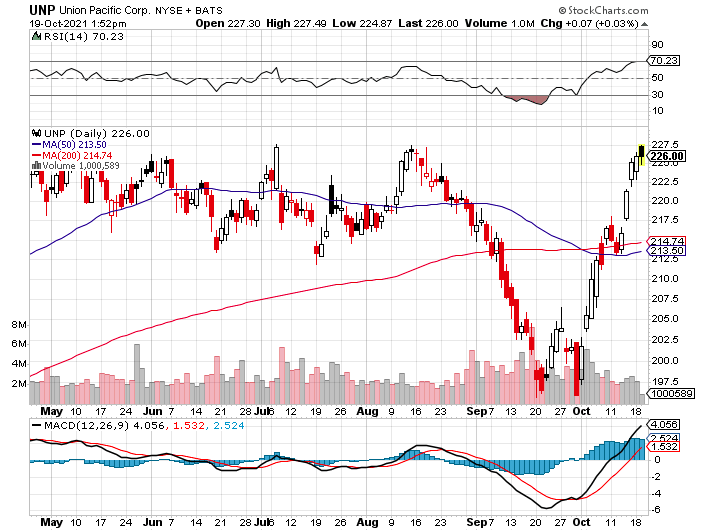 UNP Union Pacific Corp. NYSE + BATS © StockCharts.com
19-Oct-2021 1:52pm Open 227.30 High 227.49 Low 224.87 Last 226.00 Volume 1.0M Chg +0.07 (+0.03%)
RSI(14) 70.23
90
70.23
50
30
10
UNP (Daily) 226.00
MA(50) 213.50
MA(200) 214.74
Volume 1,000,589
227.5
226.00
222.5
220.0
217.5
214.74
213.50
212.5
210.0
207.5
205.0
202.5
200.0
197.5
1000589
8M
6M
4M
2M
May 10 17 24 Jun 7 14 21 28 Jul 6 12 19 26 Aug 9 16 23 Sep 7 13 20 27 Oct 11 18
MACD(12,26,9) 4.056, 1.532, 2.524
4.056
2.524
1.532
0
-2
-4
-6
May 10 17 24 Jun 7 14 21 28 Jul 6 12 19 26 Aug 9 16 23 Sep 7 13 20 27 Oct 11 18